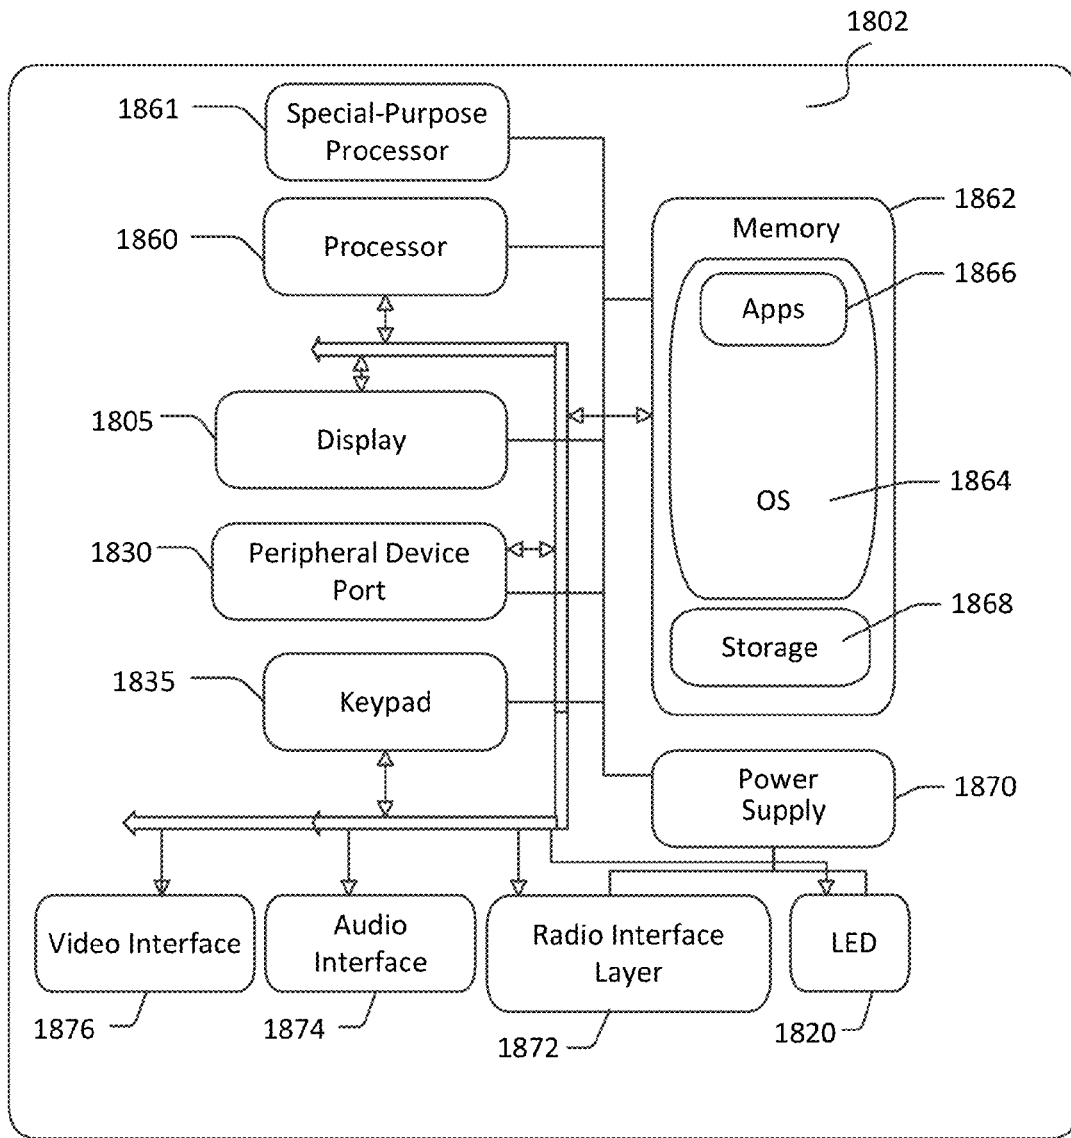 1802
1861
Special-Purpose
Processor
1860
Processor
1862
Memory
1866
Apps
1805
Display
1864
OS
1830
Peripheral Device
Port
1868
Storage
1835
Keypad
Power
Supply
1870
Video Interface
Audio
Interface
Radio Interface
Layer
LED
1876
1874
1872
1820